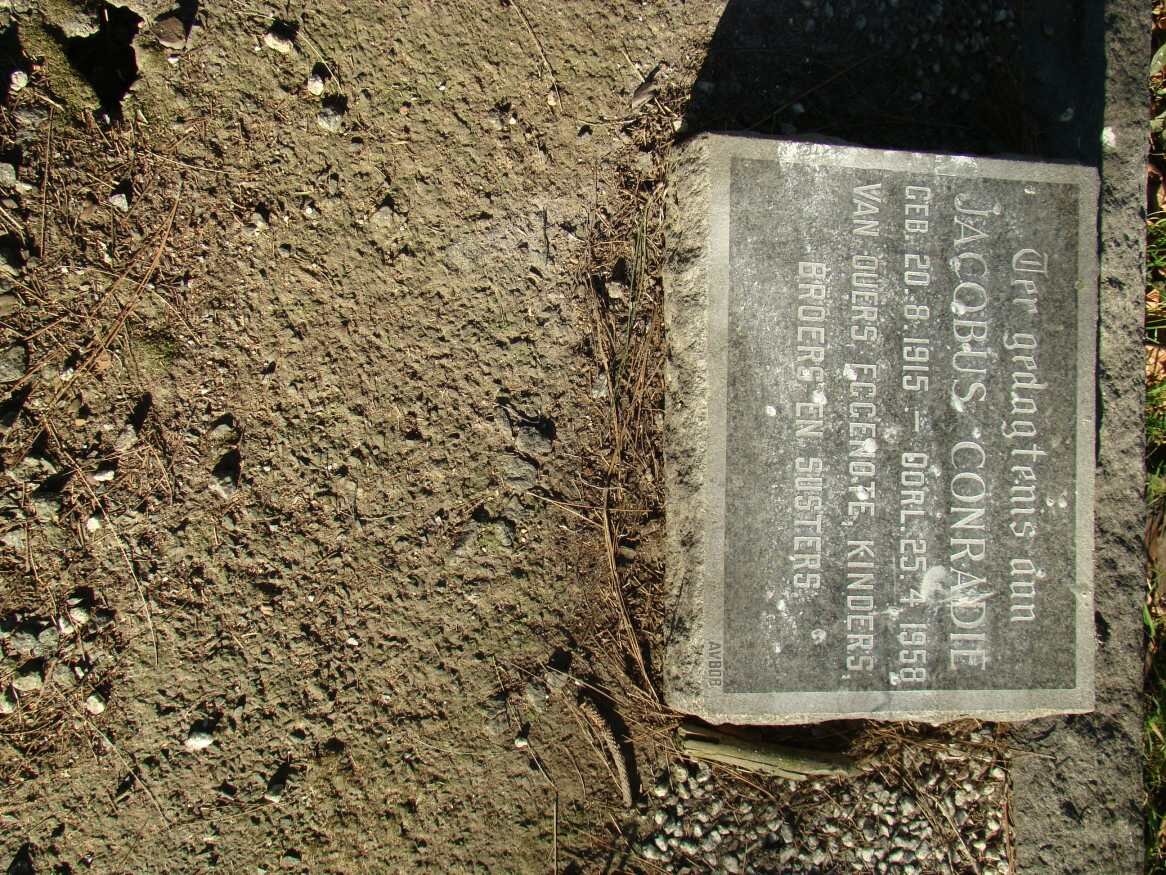 Ter gedagtenis aan
JACOBUS CONRADIE
GEB. 20.8.1915 — OORL. 25.4.1958
VAN OUERS, EGGENOTE, KINDERS,
BROERS EN SUSTERS.
AVBOB